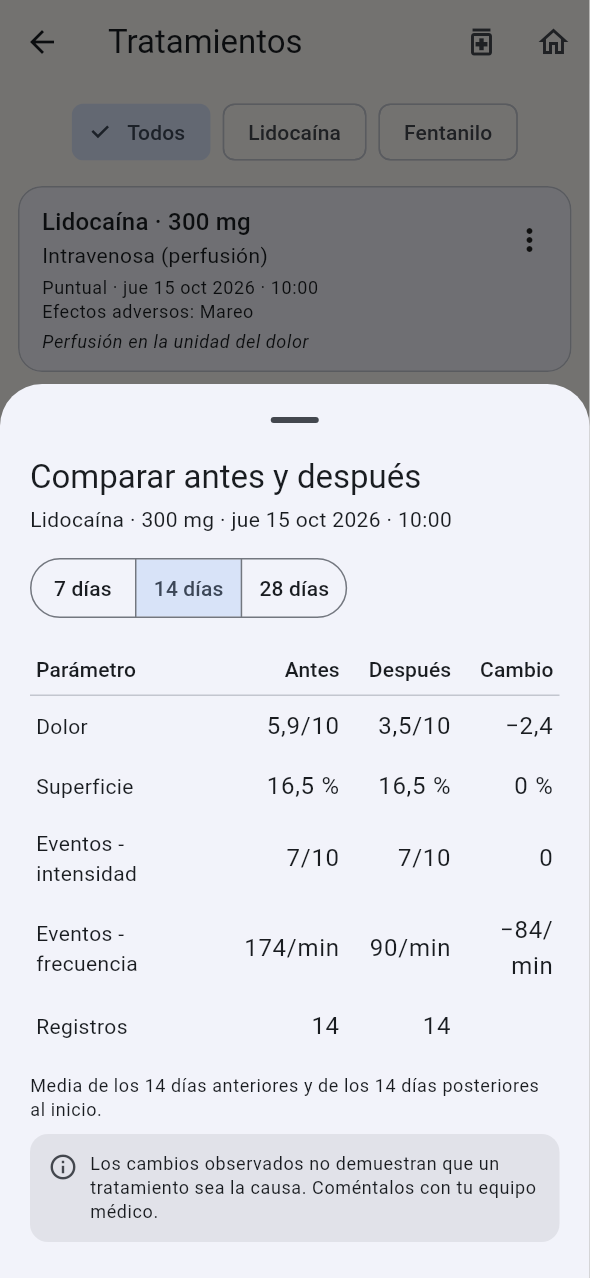 Tratamientos
Todos
Lidocaína
Fentanilo
Lidocaína · 300 mg
Intravenosa (perfusión)
Puntual · jue 15 oct 2026 · 10:00
Efectos adversos: Mareo
Perfusión en la unidad del dolor
Comparar antes y después
Lidocaína · 300 mg · jue 15 oct 2026 · 10:00
7 días 14 días 28 días
Parámetro Antes Después Cambio
Dolor 5,9/10 3,5/10 −2,4
Superficie 16,5 % 16,5 % 0 %
Eventos -
intensidad 7/10 7/10 0
Eventos -
frecuencia 174/min 90/min −84/
min
Registros 14 14
Media de los 14 días anteriores y de los 14 días posteriores
al inicio.
Los cambios observados no demuestran que un
tratamiento sea la causa. Coméntalos con tu equipo
médico.